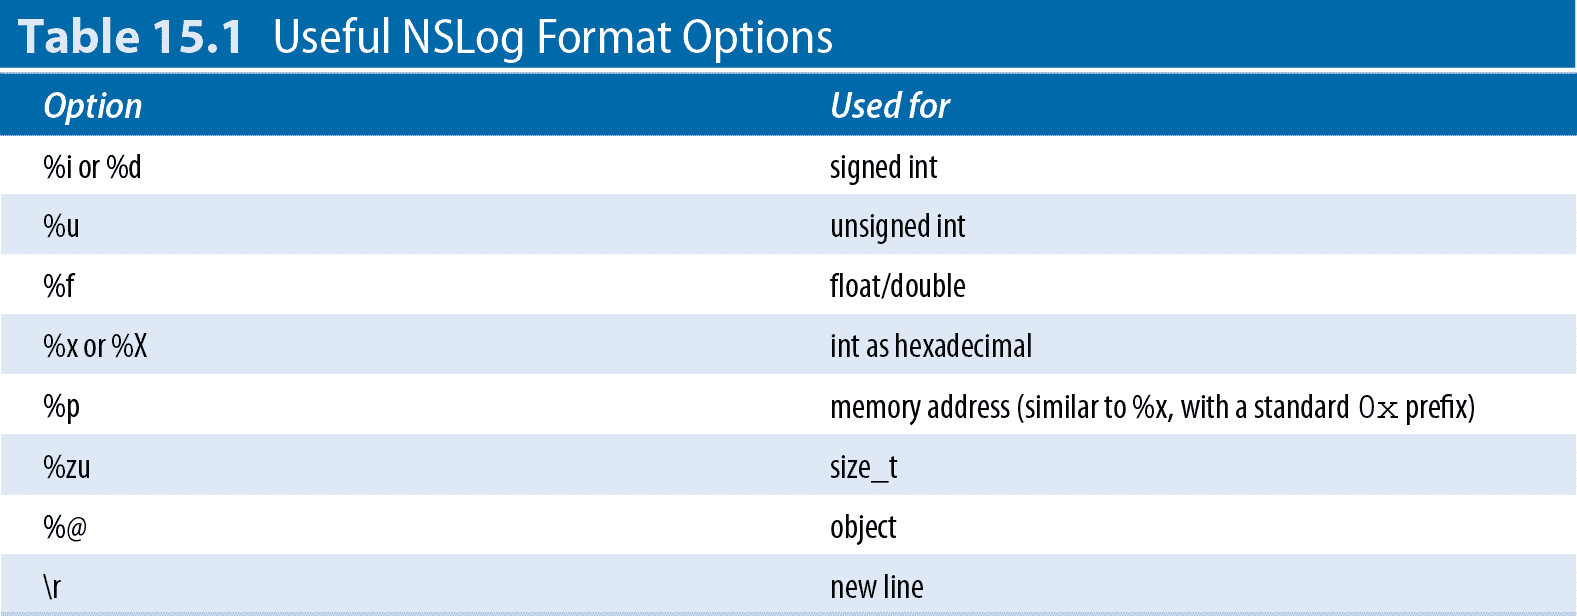 Table 15.1 Useful NSLog Format Options
Option Used for
%i or %d signed int
%u unsigned int
%f float/double
%x or %X int as hexadecimal
%p memory address (similar to %x, with a standard 0x prefix)
%zu size_t
%@ object
\r new line